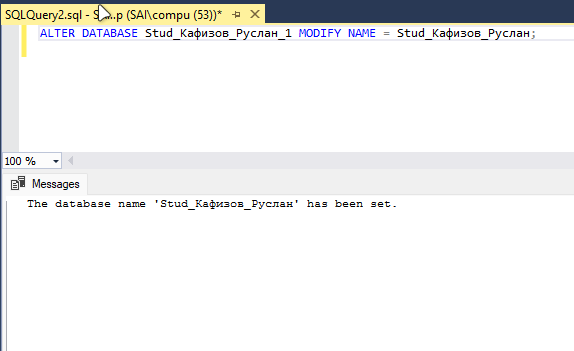 SQLQuery2.sql - SAI...p (SAI\compu (53))*
ALTER DATABASE Stud_Кафизов_Руслан_1 MODIFY NAME = Stud_Кафизов_Руслан;
100 %
Messages
The database name 'Stud_Кафизов_Руслан' has been set.